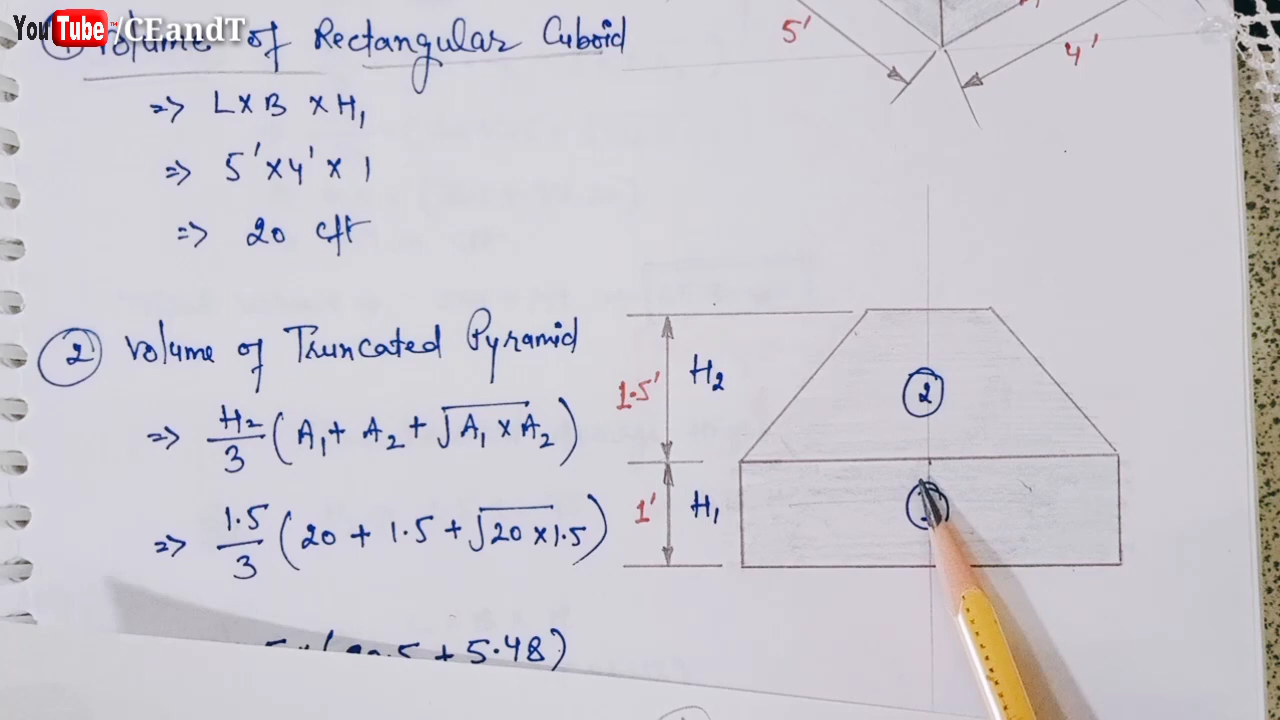 YouTube/CEandT
① Volume of Rectangular Cuboid
=> L×B ×H₁
=> 5'×4'× 1
=> 20 cft
5'
4'
② Volume of Truncated Pyramid
=> H₂/3 (A₁+ A₂ + √A₁×A₂)
=> 1.5/3 (20 + 1.5 + √20×1.5)
+ 5.48)
1.5'
H₂
②
1'
H₁